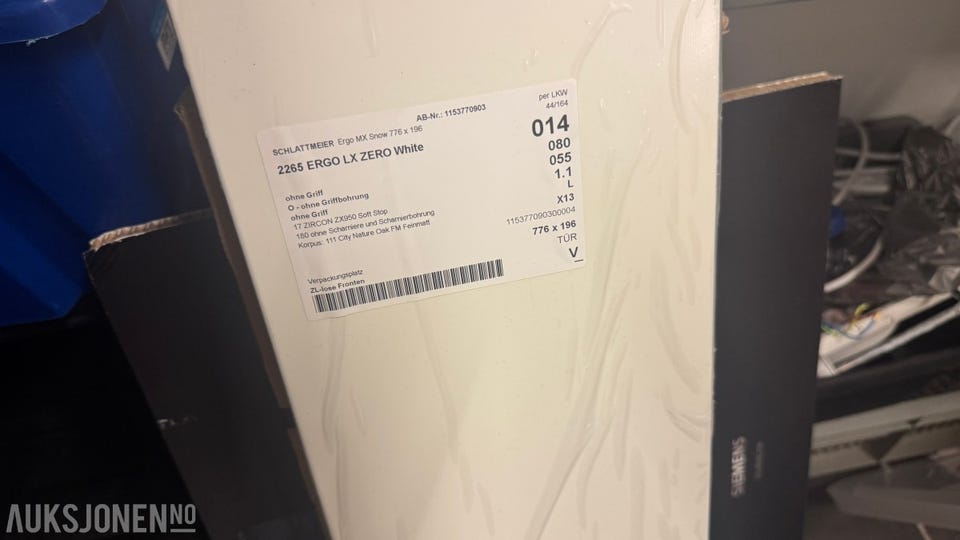 AB-Nr.: 1153770903
per LKW
44/164
SCHLATTMEIER Ergo MX Snow 776 x 196
2265 ERGO LX ZERO White
014
080
055
1.1
L
X13
ohne Griff
O - ohne Griffbohrung
ohne Griff
17 ZIRCON ZX950 Soft Stop
180 ohne Scharniere und Scharnierbohrung
Korpus: 111 City Nature Oak FM Feinmatt
115377090300004
776 x 196
TÜR
V_
Verpackungsplatz
ZL-lose Fronten
SIEMENS
AUKSJONEN.NO